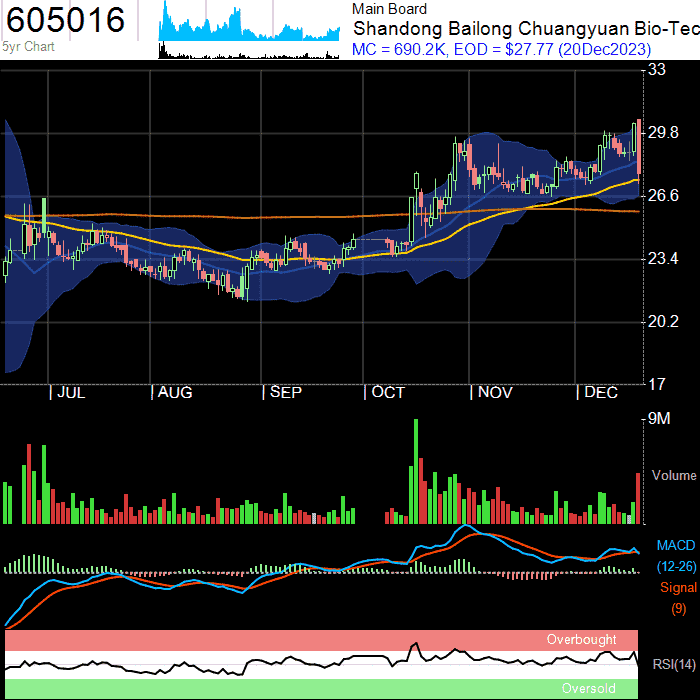 605016
5yr Chart
Main Board
Shandong Bailong Chuangyuan Bio-Tec
MC = 690.2K, EOD = $27.77 (20Dec2023)
33
29.8
26.6
23.4
20.2
17
JUL
AUG
SEP
OCT
NOV
DEC
9M
Volume
MACD
(12-26)
Signal
(9)
Overbought
RSI(14)
Oversold